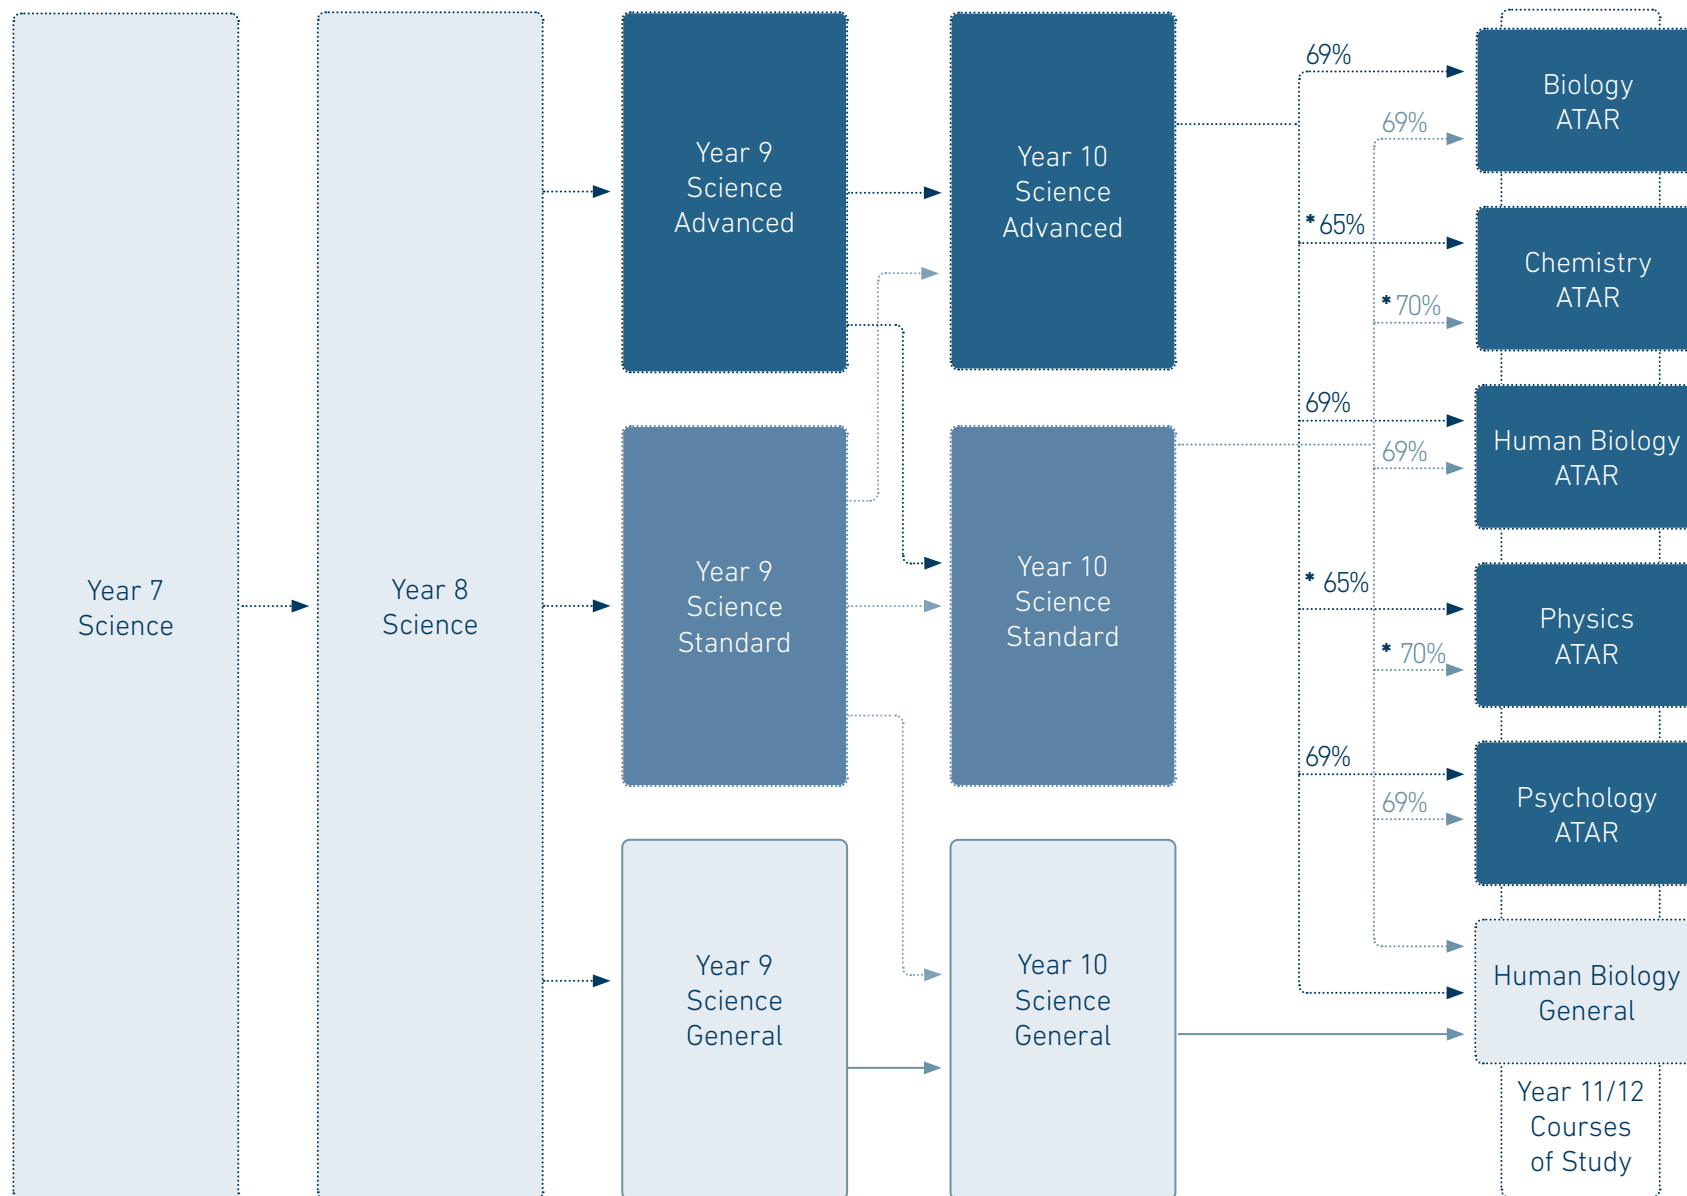 Year 7
Science
Year 8
Science
Year 9
Science
Advanced
Year 9
Science
Standard
Year 9
Science
General
Year 10
Science
Advanced
Year 10
Science
Standard
Year 10
Science
General
69%
69%
* 65%
* 70%
69%
69%
* 65%
* 70%
69%
69%
Biology
ATAR
Chemistry
ATAR
Human Biology
ATAR
Physics
ATAR
Psychology
ATAR
Human Biology
General
Year 11/12
Courses
of Study